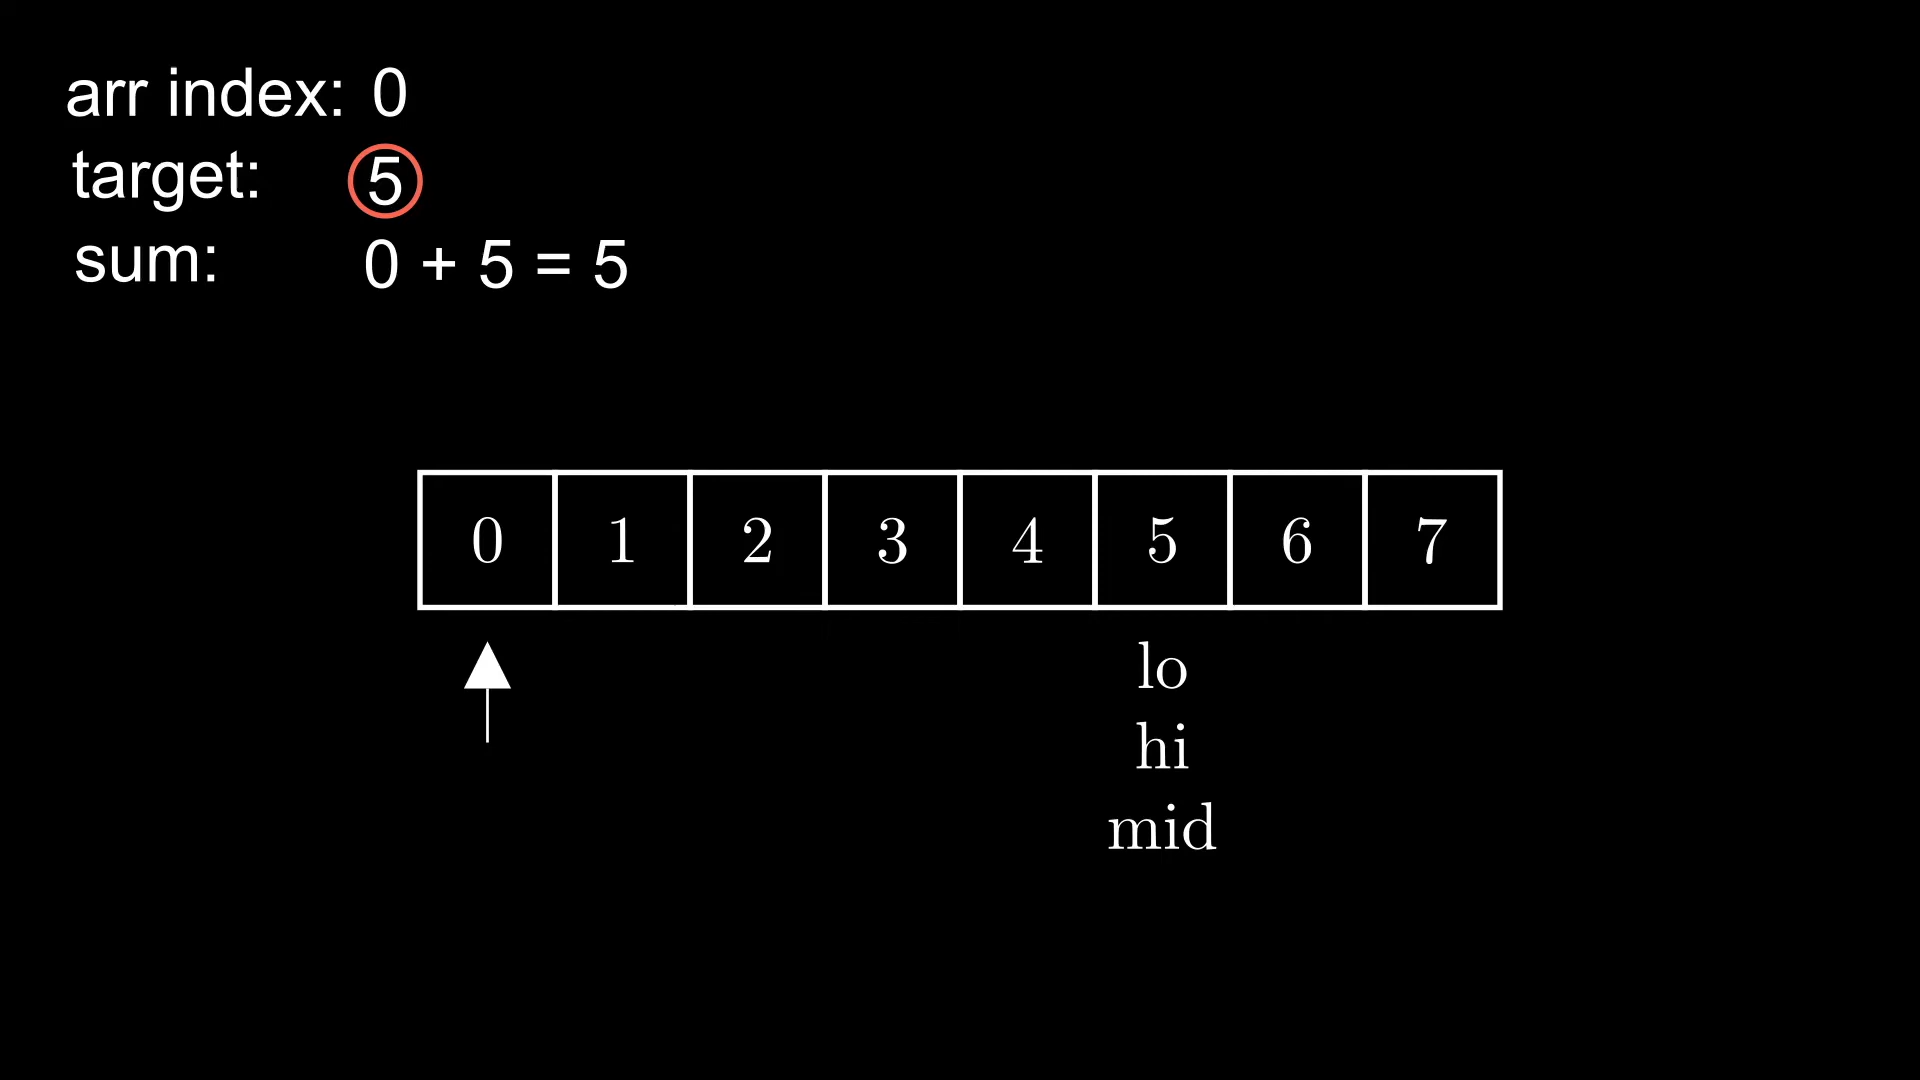 arr index: 0
target: 5
sum: 0 + 5 = 5
0 1 2 3 4 5 6 7
lo
hi
mid